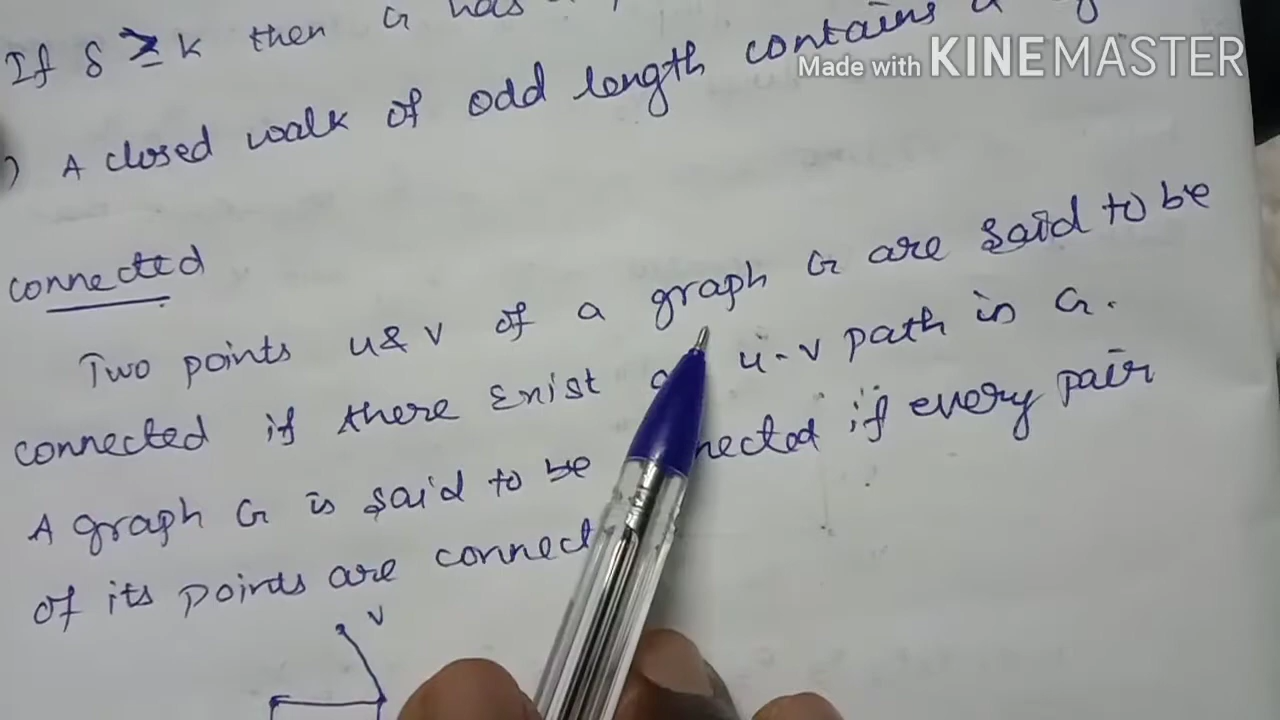 If δ ≥ k then G has
Made with KINEMASTER
) A closed walk of odd length contains a
connected
Two points u & v of a graph G are said to be
connected if there Exist a u-v path in G.
A graph G is said to be nected if every pair
of its points are connect
v